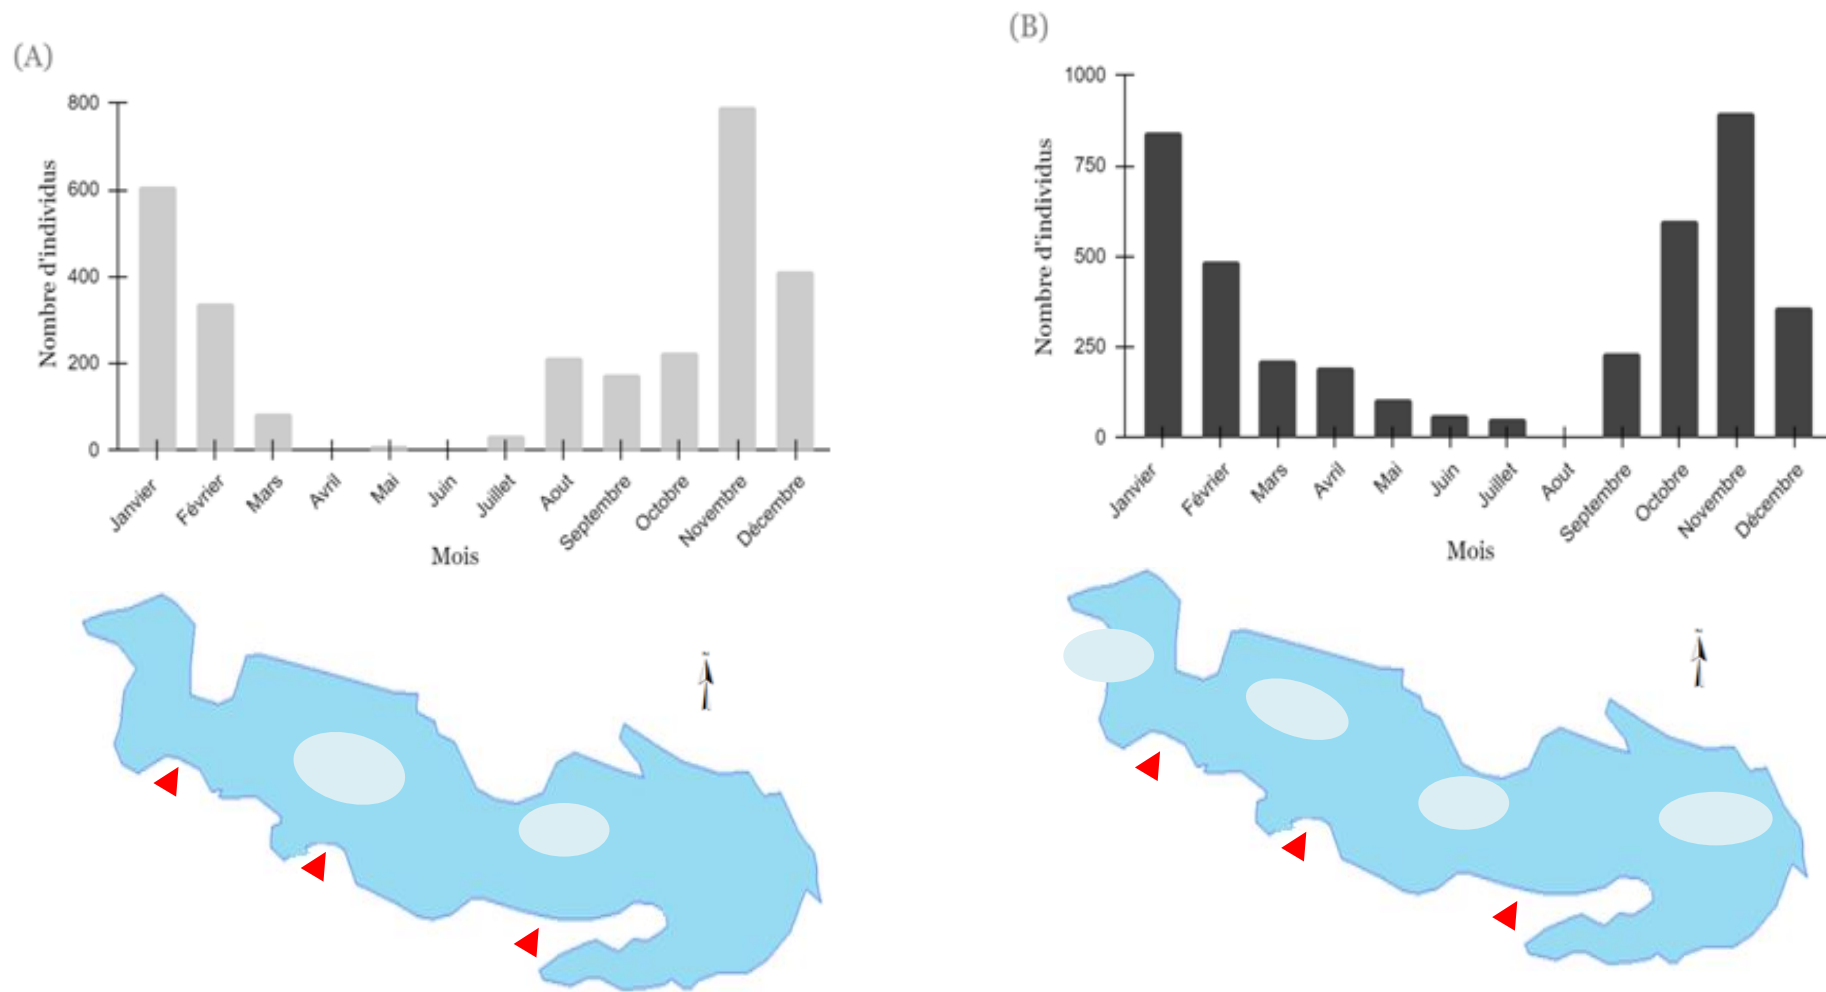 (A)
Nombre d'individus
800
600
400
200
0
Janvier
Février
Mars
Avril
Mai
Juin
Juillet
Aout
Septembre
Octobre
Novembre
Décembre
Mois
(B)
Nombre d'individus
1000
750
500
250
0
Janvier
Février
Mars
Avril
Mai
Juin
Juillet
Aout
Septembre
Octobre
Novembre
Décembre
Mois